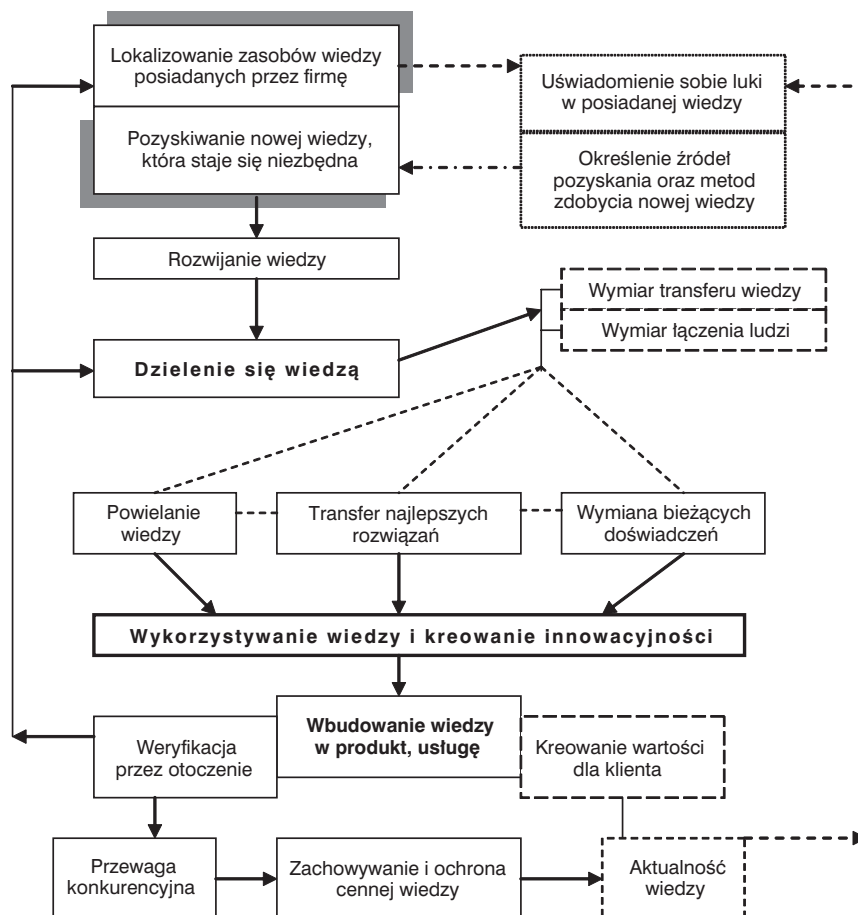 Lokalizowanie zasobów wiedzy
posiadanych przez firmę
Uświadomienie sobie luki
w posiadanej wiedzy
Pozyskiwanie nowej wiedzy,
która staje się niezbędna
Określenie źródeł
pozyskania oraz metod
zdobycia nowej wiedzy
Rozwijanie wiedzy
Wymiar transferu wiedzy
Wymiar łączenia ludzi
Dzielenie się wiedzą
Powielanie
wiedzy
Transfer najlepszych
rozwiązań
Wymiana bieżących
doświadczeń
Wykorzystywanie wiedzy i kreowanie innowacyjności
Wbudowanie wiedzy
w produkt, usługę
Weryfikacja
przez otoczenie
Kreowanie wartości
dla klienta
Przewaga
konkurencyjna
Zachowywanie i ochrona
cennej wiedzy
Aktualność
wiedzy